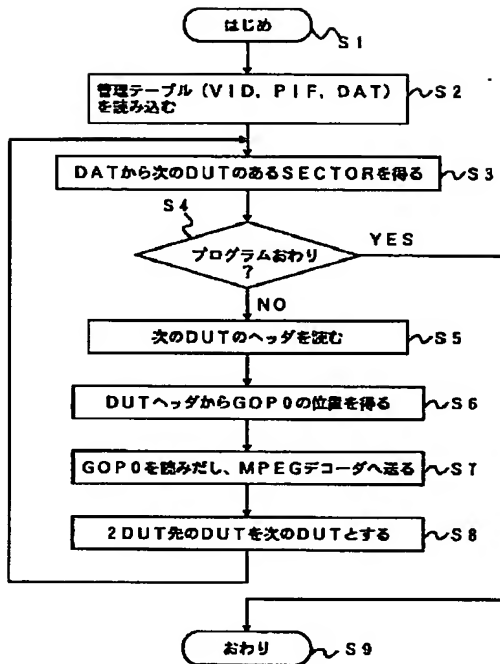 はじめ
S1
管理テーブル（VID，PIF，DAT）
を読み込む
S2
DATから次のDUTのあるSECTORを得る
S3
S4
プログラムおわり
？
YES
NO
次のDUTのヘッダを読む
S5
DUTヘッダからGOP0の位置を得る
S6
GOP0を読みだし、MPEGデコーダへ送る
S7
2DUT先のDUTを次のDUTとする
S8
おわり
S9